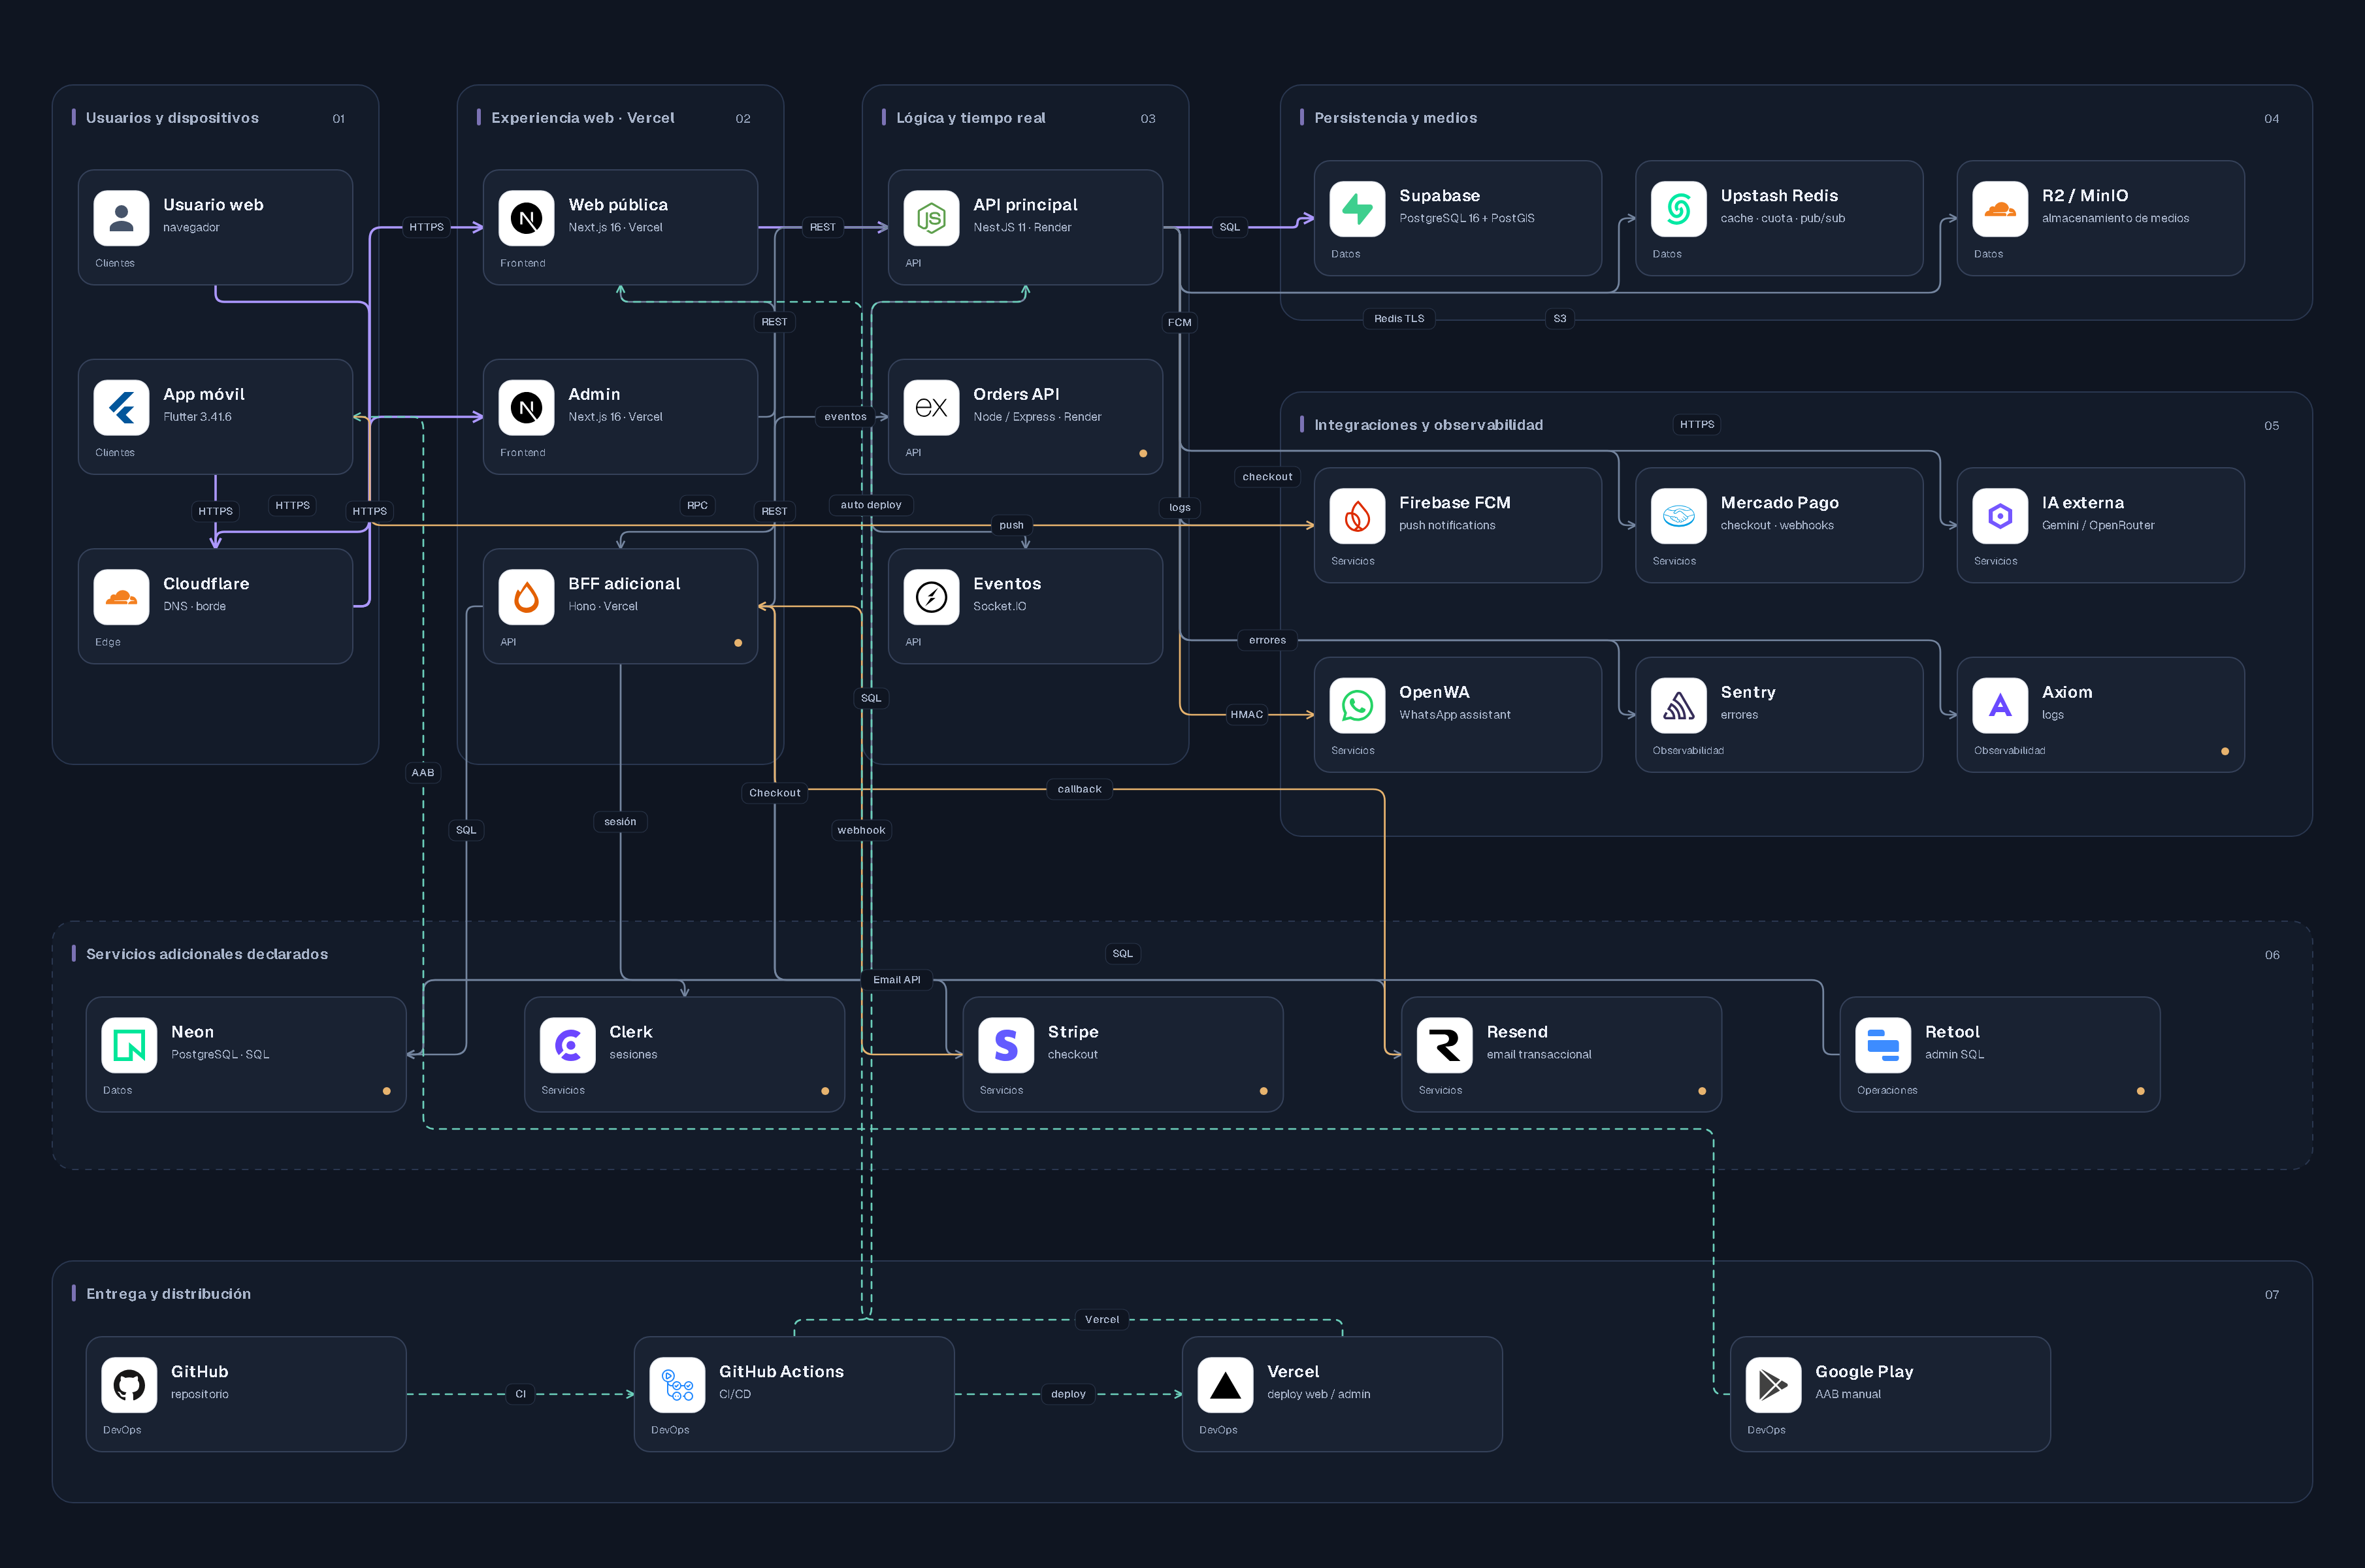 Usuarios y dispositivos
01
Usuario web
navegador
Clientes
App móvil
Flutter 3.41.6
Clientes
HTTPS
HTTPS
HTTPS
Cloudflare
DNS · borde
Edge
HTTPS
Experiencia web · Vercel
02
Web pública
Next.js 16 · Vercel
Frontend
REST
Admin
Next.js 16 · Vercel
Frontend
RPC
REST
BFF adicional
Hono · Vercel
API
REST
eventos
auto deploy
Lógica y tiempo real
03
API principal
NestJS 11 · Render
API
FCM
Orders API
Node / Express · Render
API
logs
push
Eventos
Socket.IO
API
SQL
SQL
Persistencia y medios
04
Supabase
PostgreSQL 16 + PostGIS
Datos
Upstash Redis
cache · cuota · pub/sub
Datos
R2 / MinIO
almacenamiento de medios
Datos
Redis TLS
S3
Integraciones y observabilidad
HTTPS
05
checkout
Firebase FCM
push notifications
Servicios
Mercado Pago
checkout · webhooks
Servicios
IA externa
Gemini / OpenRouter
Servicios
errores
HMAC
OpenWA
WhatsApp assistant
Servicios
Sentry
errores
Observabilidad
Axiom
logs
Observabilidad
AAB
SQL
sesión
Checkout
webhook
callback
Servicios adicionales declarados
SQL
06
Email API
Neon
PostgreSQL · SQL
Datos
Clerk
sesiones
Servicios
Stripe
checkout
Servicios
Resend
email transaccional
Servicios
Retool
admin SQL
Operaciones
Entrega y distribución
07
Vercel
GitHub
repositorio
DevOps
CI
GitHub Actions
CI/CD
DevOps
deploy
Vercel
deploy web / admin
DevOps
Google Play
AAB manual
DevOps